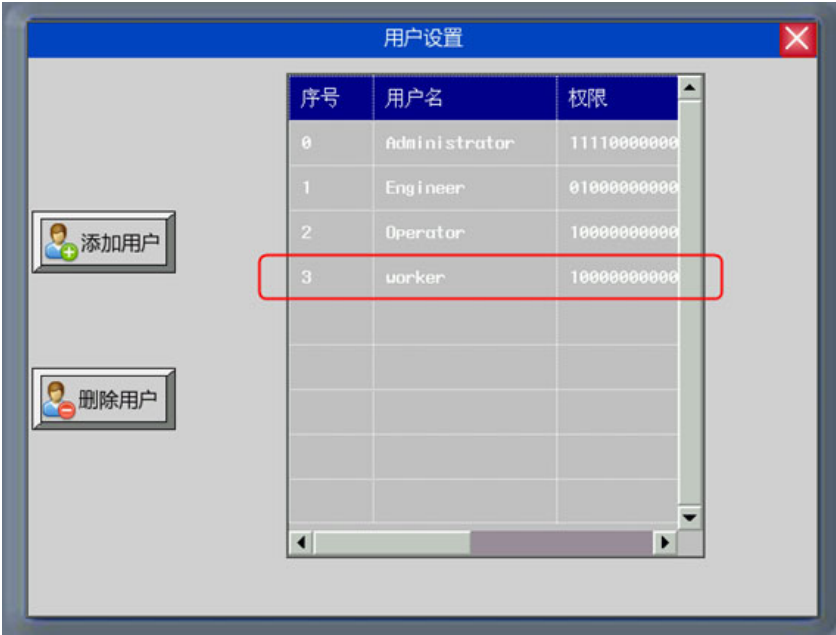 用户设置
序号 用户名 权限
0 Administrator 11110000000
1 Engineer 01000000000
添加用户
2 Operator 10000000000
3 worker 10000000000
删除用户